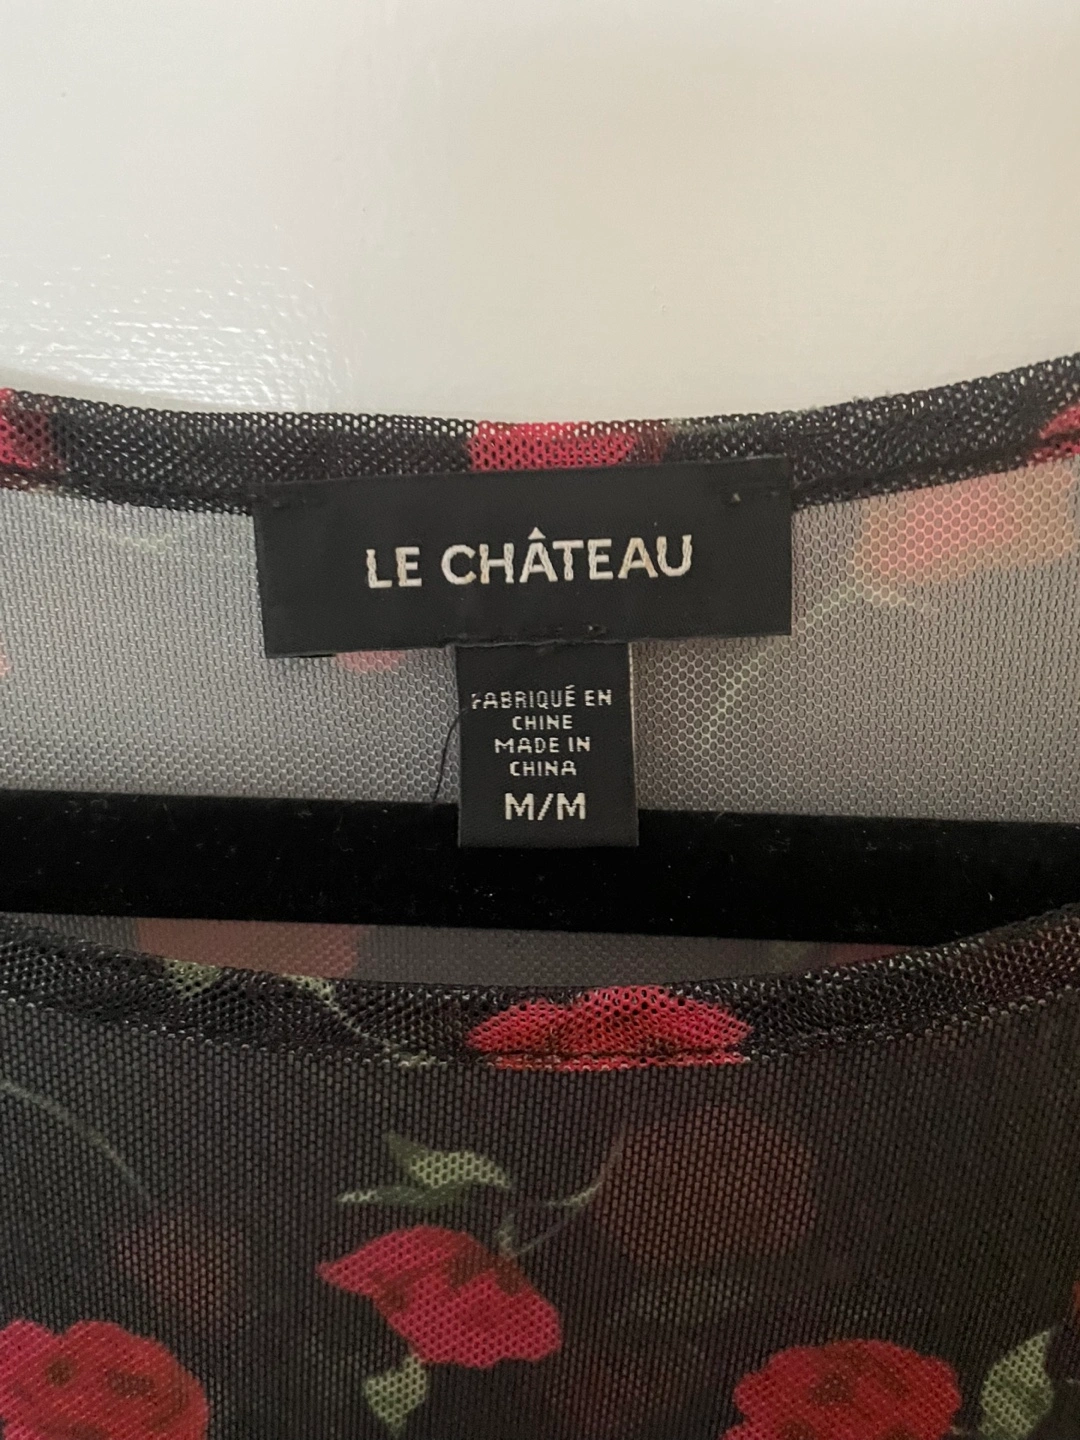 LE CHÂTEAU
FABRIQUÉ EN
CHINE
MADE IN
CHINA
M/M